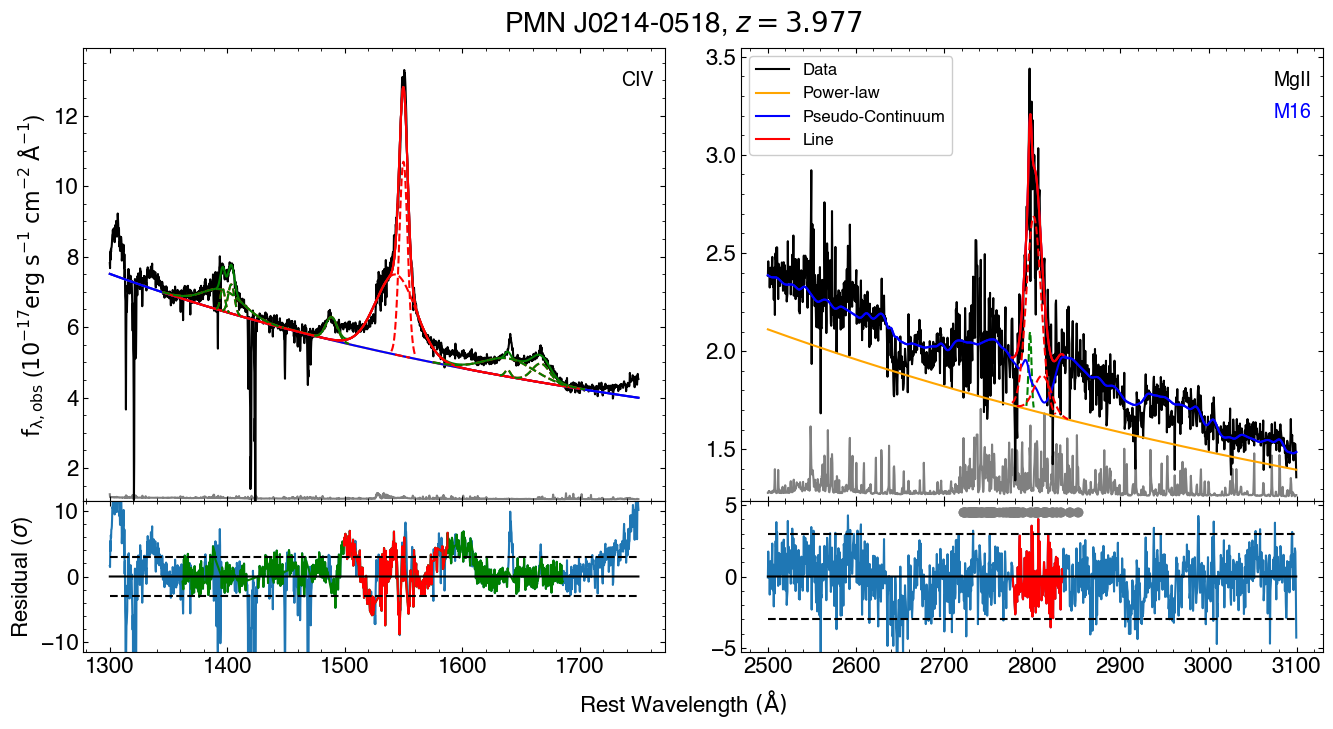 PMN J0214-0518, z = 3.977
CIV
f_λ,obs (10⁻¹⁷erg s⁻¹ cm⁻² Å⁻¹)
12
10
8
6
4
2
Residual (σ)
10
0
−10
1300 1400 1500 1600 1700
Data
Power-law
Pseudo-Continuum
Line
MgII
M16
3.5
3.0
2.5
2.0
1.5
5
0
−5
2500 2600 2700 2800 2900 3000 3100
Rest Wavelength (Å)